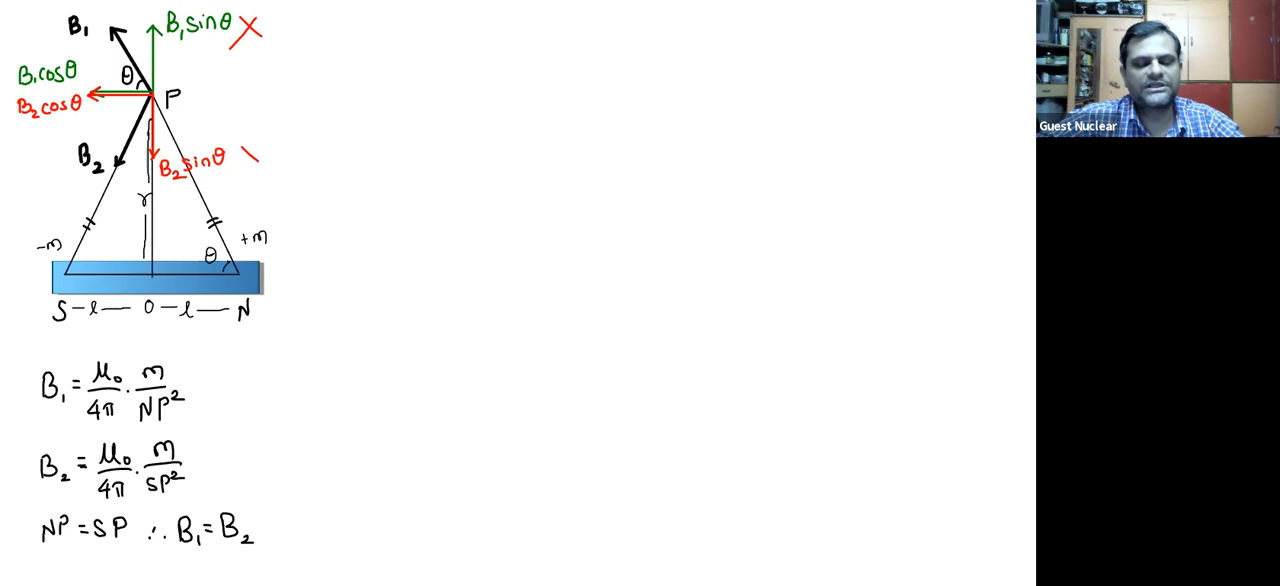 B₁
B₁sinθ
θ
B₁cosθ
B₂cosθ
P
B₂
B₂sinθ
r
-m
+m
θ
S - l - O - l - N
B₁ = μ₀/4π · m/NP²
B₂ = μ₀/4π · m/SP²
NP = SP ∴ B₁ = B₂
Guest Nuclear